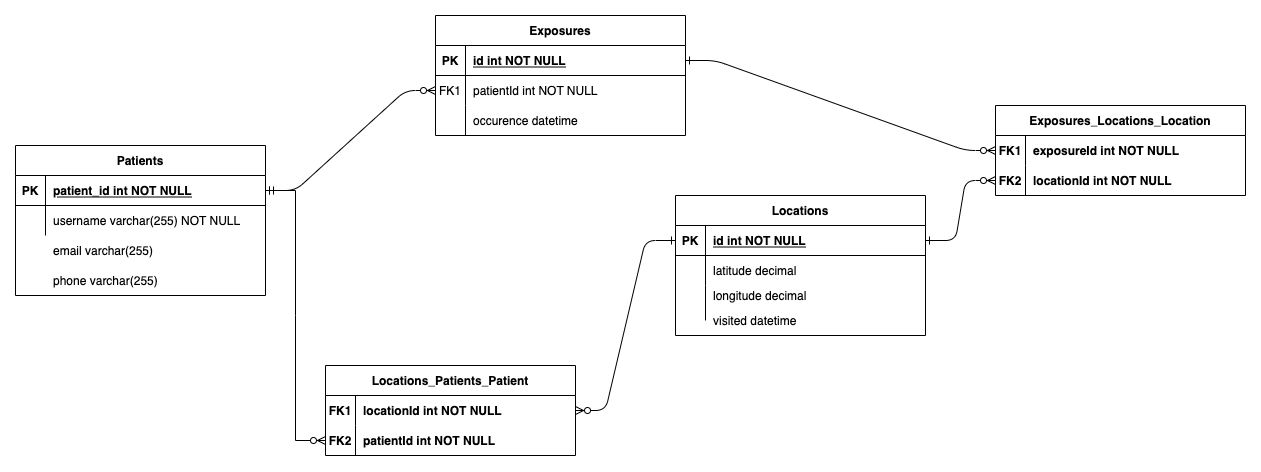 Exposures
PK id int NOT NULL
FK1 patientId int NOT NULL
occurence datetime
Exposures_Locations_Location
FK1 exposureId int NOT NULL
FK2 locationId int NOT NULL
Patients
PK patient_id int NOT NULL
username varchar(255) NOT NULL
email varchar(255)
phone varchar(255)
Locations
PK id int NOT NULL
latitude decimal
longitude decimal
visited datetime
Locations_Patients_Patient
FK1 locationId int NOT NULL
FK2 patientId int NOT NULL